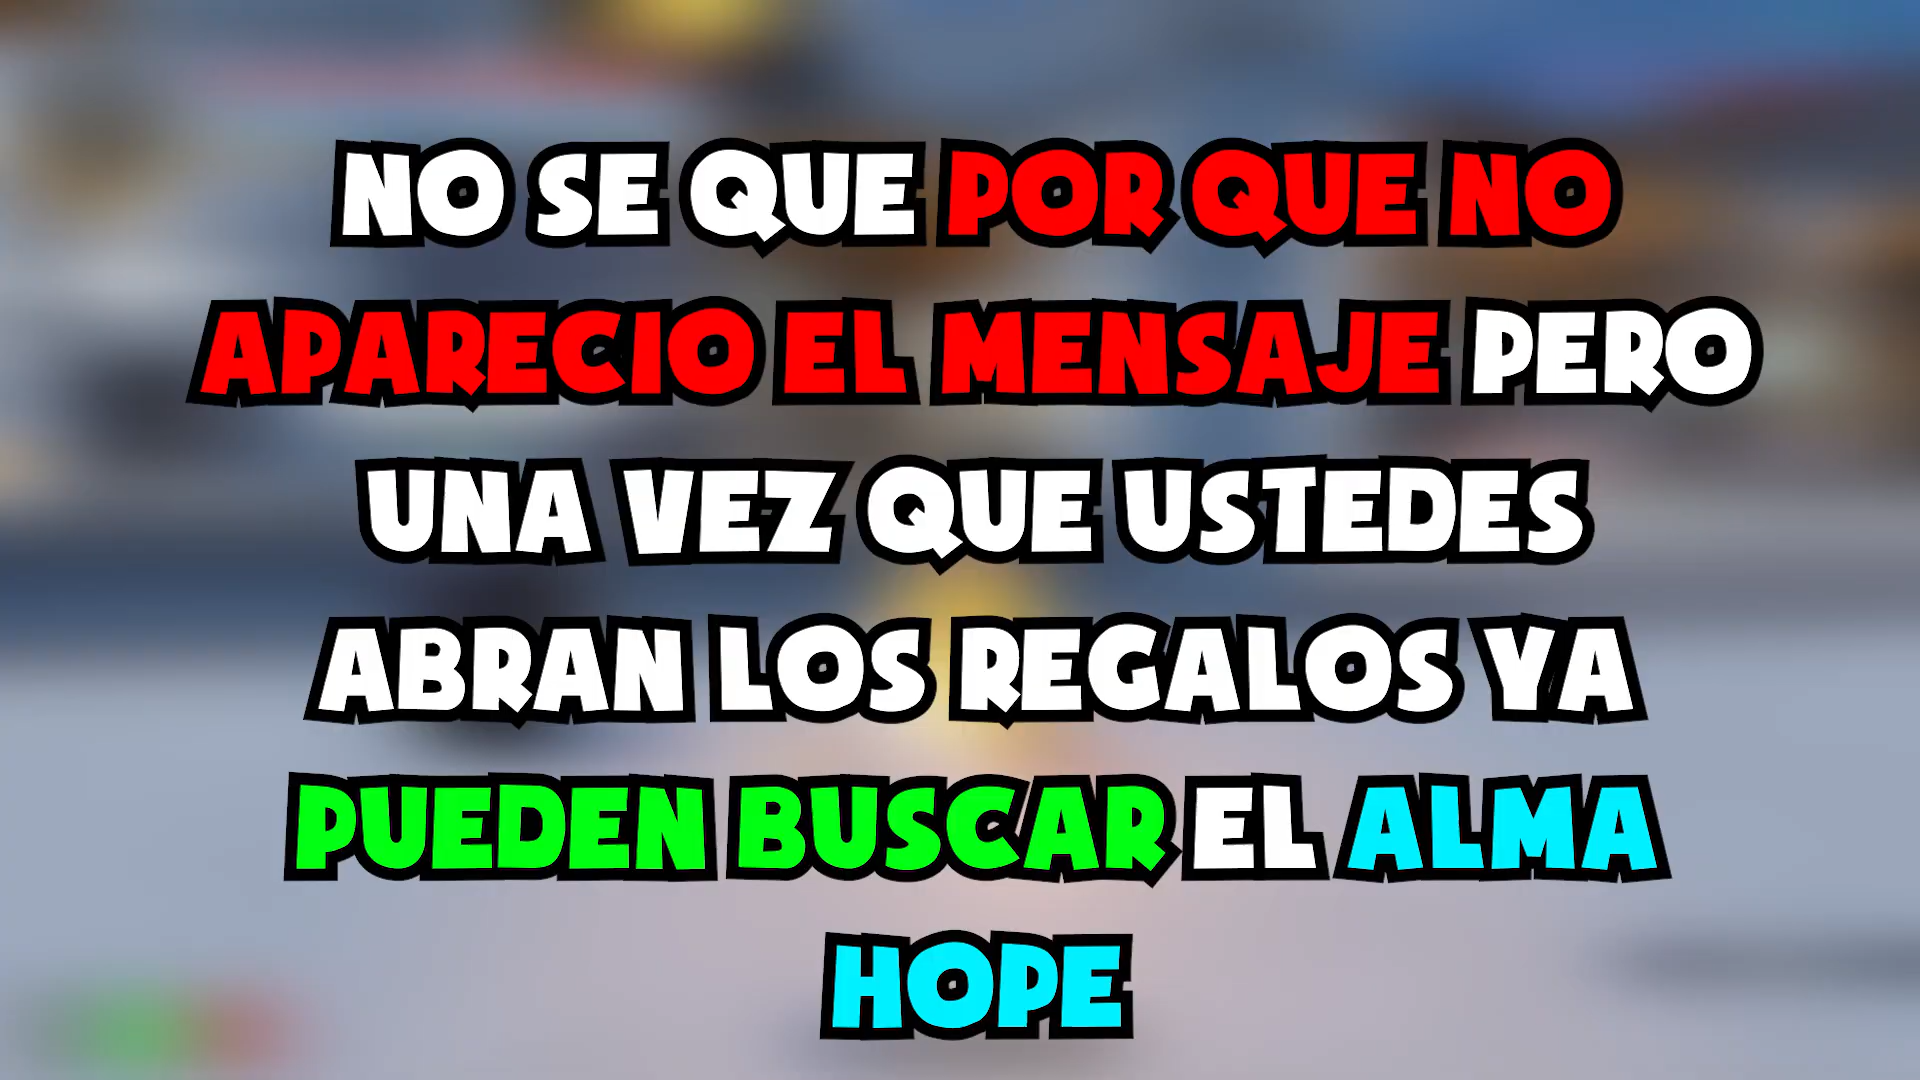 NO SE QUE POR QUE NO
APARECIO EL MENSAJE PERO
UNA VEZ QUE USTEDES
ABRAN LOS REGALOS YA
PUEDEN BUSCAR EL ALMA
HOPE